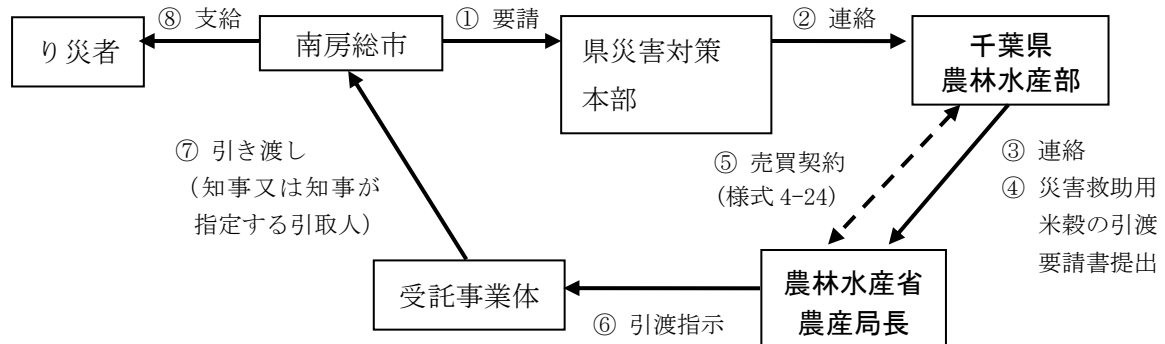 ⑧ 支給
① 要請
② 連絡
り災者
南房総市
県災害対策
本部
千葉県
農林水産部
⑦ 引き渡し
（知事又は知事が
指定する引取人）
⑤ 売買契約
（様式 4-24）
③ 連絡
④ 災害救助用
米穀の引渡
要請書提出
受託事業体
⑥ 引渡指示
農林水産省
農産局長